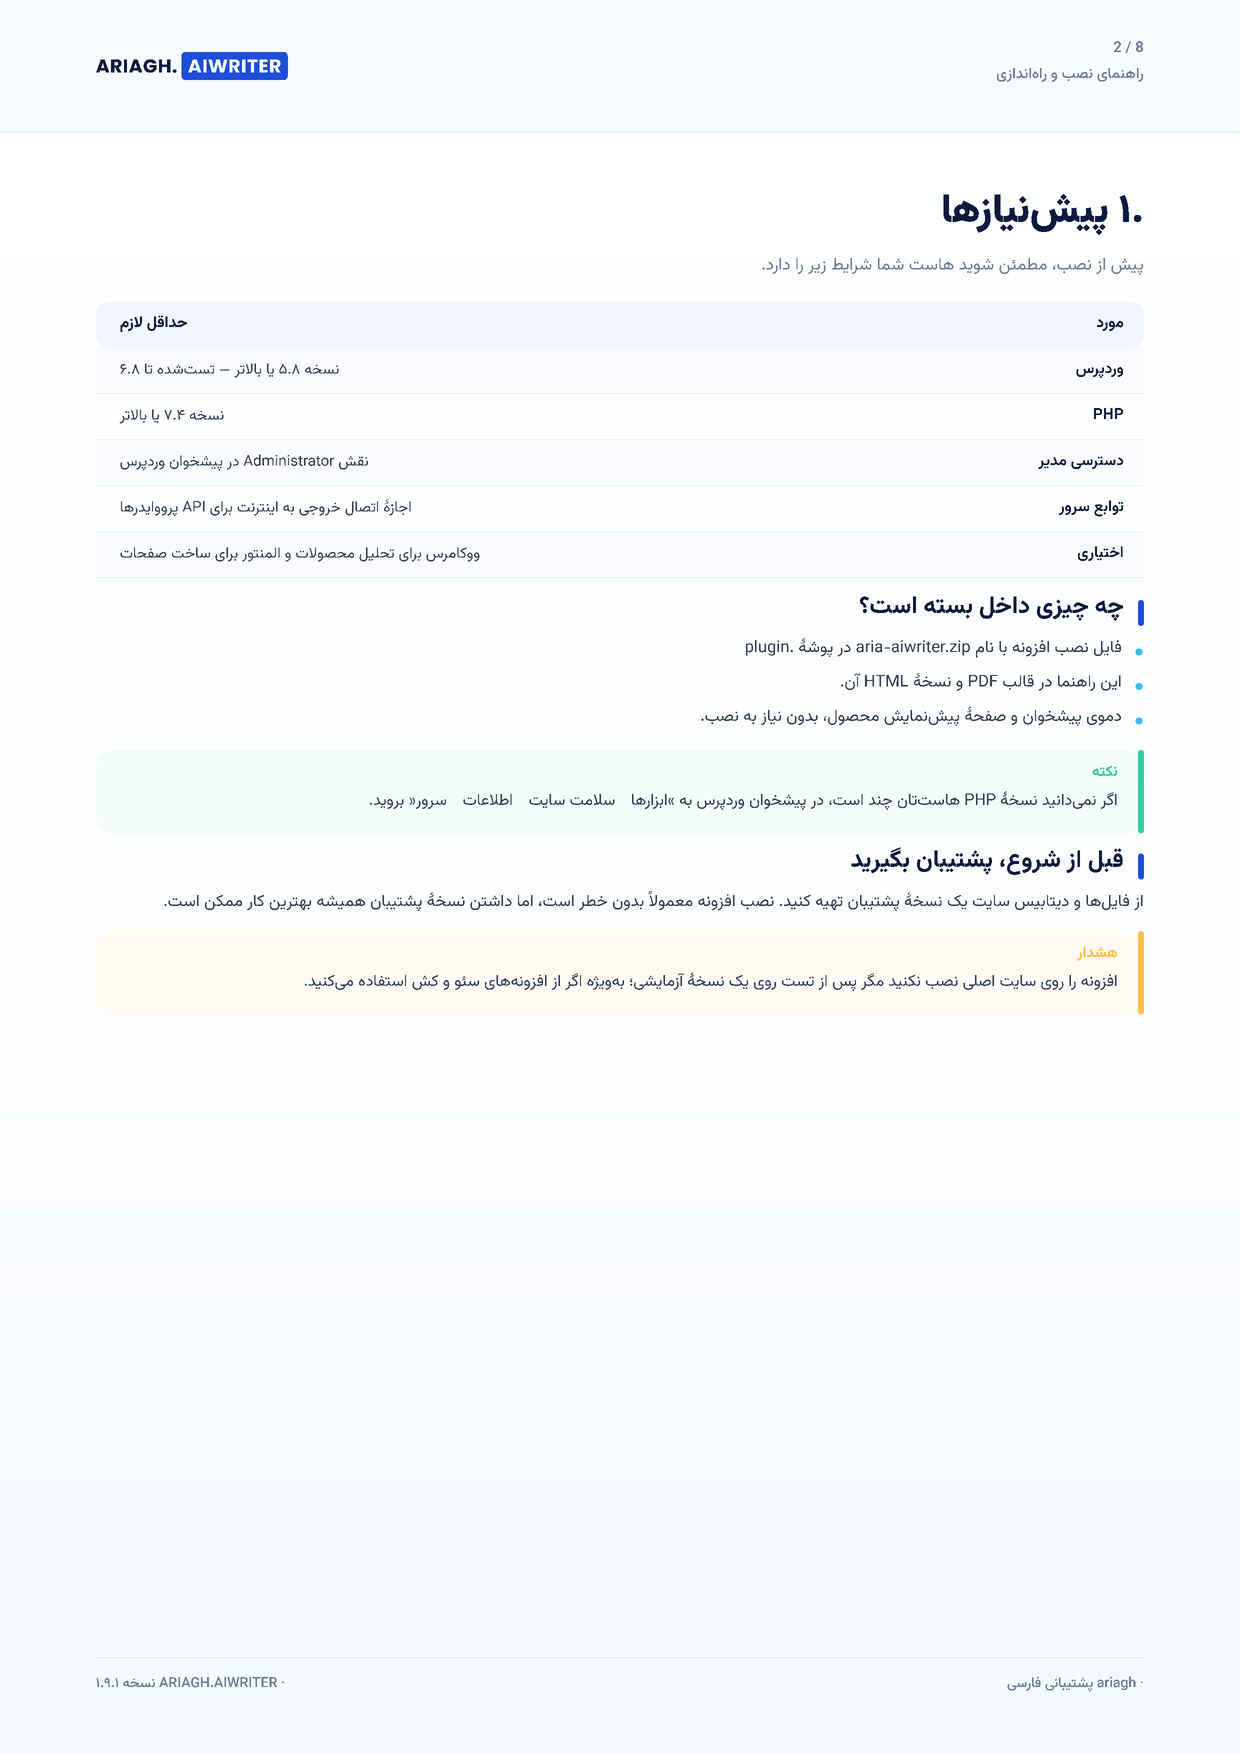 2 / 8
راهنمای نصب و راه‌اندازی
ARIAGH. AIWRITER
۱. پیش‌نیازها
پیش از نصب، مطمئن شوید هاست شما شرایط زیر را دارد.
مورد حداقل لازم
وردپرس نسخه ۵.۸ یا بالاتر — تست‌شده تا ۶.۸
PHP نسخه ۷.۴ یا بالاتر
دسترسی مدیر نقش Administrator در پیشخوان وردپرس
توابع سرور اجازهٔ اتصال خروجی به اینترنت برای API پرووایدرها
اختیاری ووکامرس برای تحلیل محصولات و المنتور برای ساخت صفحات
چه چیزی داخل بسته است؟
فایل نصب افزونه با نام aria-aiwriter.zip در پوشهٔ plugin.
این راهنما در قالب PDF و نسخهٔ HTML آن.
دموی پیشخوان و صفحهٔ پیش‌نمایش محصول، بدون نیاز به نصب.
نکته
اگر نمی‌دانید نسخهٔ PHP هاست‌تان چند است، در پیشخوان وردپرس به «ابزارها سلامت سایت اطلاعات سرور» بروید.
قبل از شروع، پشتیبان بگیرید
از فایل‌ها و دیتابیس سایت یک نسخهٔ پشتیبان تهیه کنید. نصب افزونه معمولاً بدون خطر است، اما داشتن نسخهٔ پشتیبان همیشه بهترین کار ممکن است.
هشدار
افزونه را روی سایت اصلی نصب نکنید مگر پس از تست روی یک نسخهٔ آزمایشی؛ به‌ویژه اگر از افزونه‌های سئو و کش استفاده می‌کنید.
· ariagh پشتیبانی فارسی
· ARIAGH.AIWRITER نسخه ۱.۹.۱